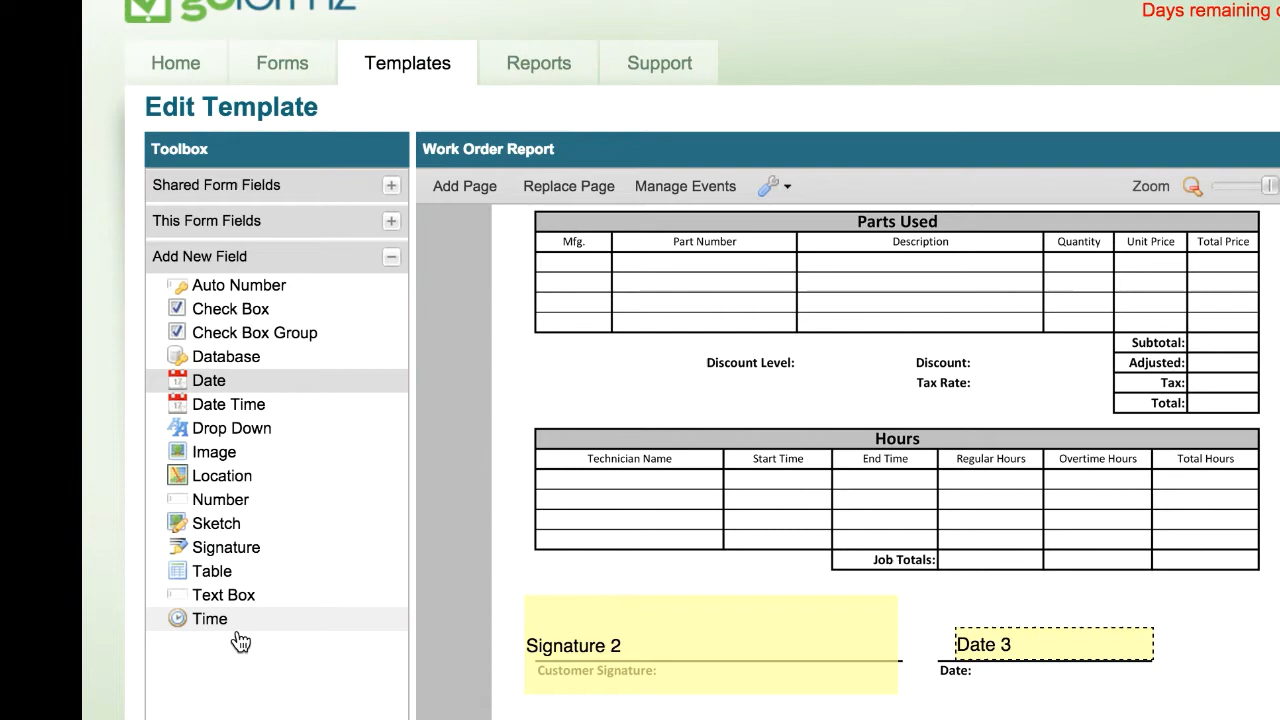 Days remaining
Home Forms Templates Reports Support
Edit Template
Toolbox
Work Order Report
Shared Form Fields
Add Page Replace Page Manage Events Zoom
This Form Fields
Add New Field
Auto Number
Check Box
Check Box Group
Database
Date
Date Time
Drop Down
Image
Location
Number
Sketch
Signature
Table
Text Box
Time
Parts Used
Mfg. Part Number Description Quantity Unit Price Total Price
Subtotal:
Discount Level: Discount: Adjusted:
Tax Rate: Tax:
Total:
Hours
Technician Name Start Time End Time Regular Hours Overtime Hours Total Hours
Job Totals:
Signature 2 Date 3
Customer Signature: Date: